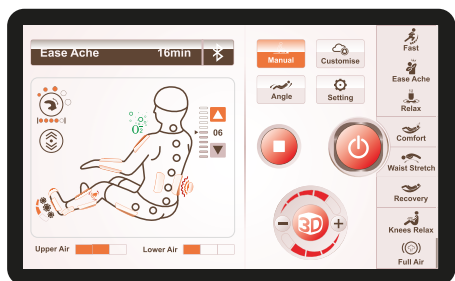 Ease Ache 16min
06
Upper Air
Lower Air
Manual
Customise
Angle
Setting
3D
Fast
Ease Ache
Relax
Comfort
Waist Stretch
Recovery
Knees Relax
Full Air